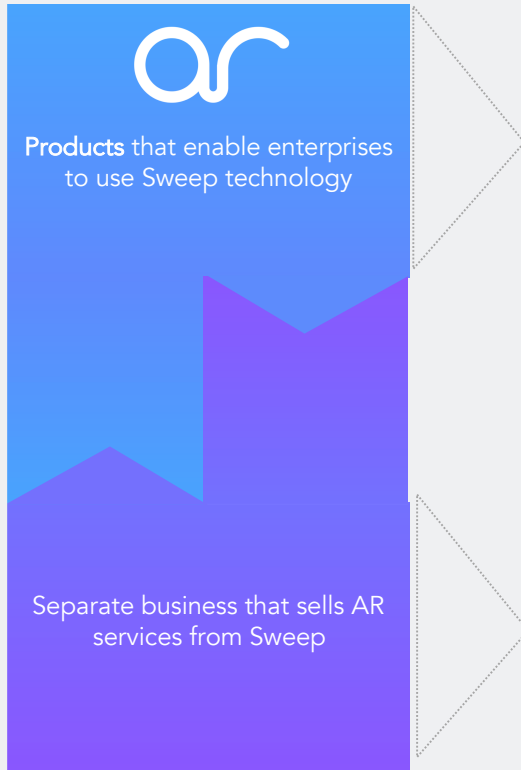 ar
Products that enable enterprises
to use Sweep technology
Separate business that sells AR
services from Sweep